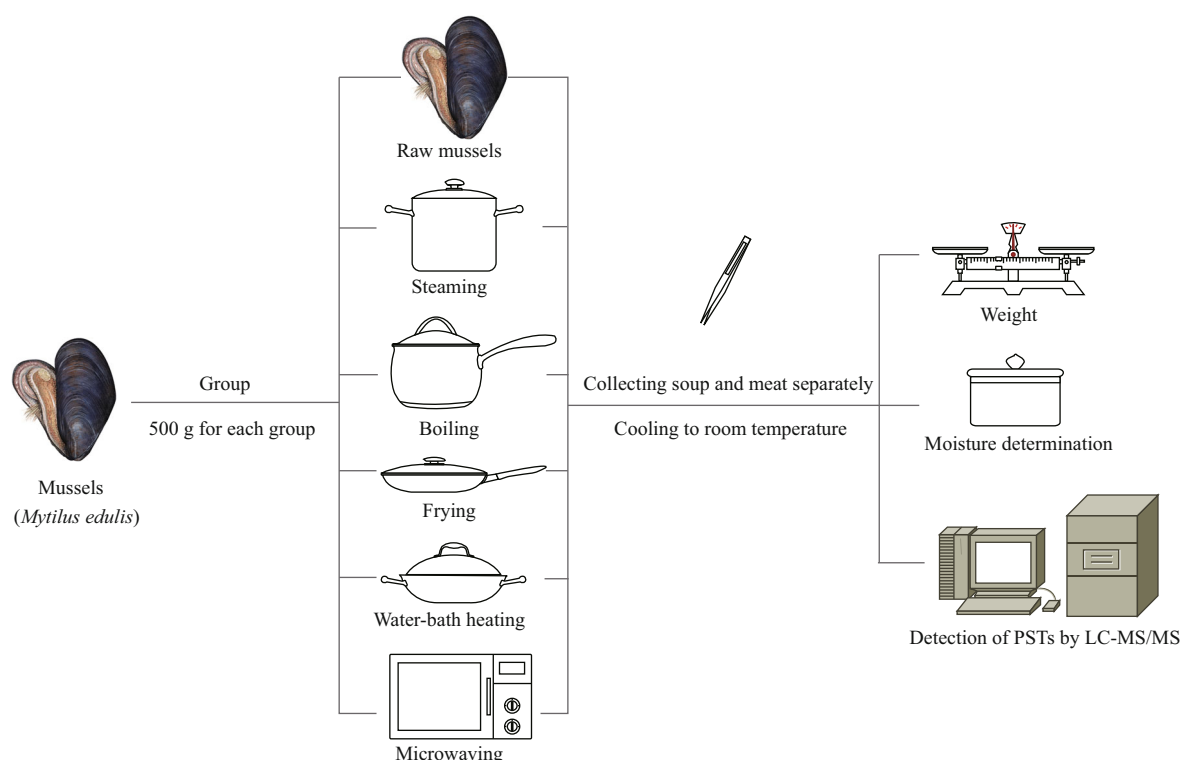 Raw mussels
Steaming
Boiling
Frying
Water-bath heating
Microwaving
Group
500 g for each group
Mussels
(Mytilus edulis)
Collecting soup and meat separately
Cooling to room temperature
Weight
Moisture determination
Detection of PSTs by LC-MS/MS